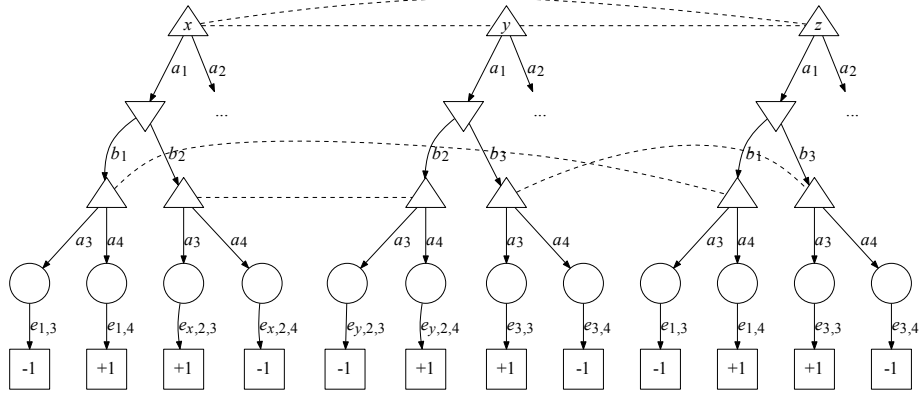 x y z
a1 a2 a1 a2 a1 a2
... ... ...
b1 b2 b2 b3 b1 b3
a3 a4 a3 a4 a3 a4 a3 a4 a3 a4 a3 a4
e1,3 e1,4 ex,2,3 ex,2,4 ey,2,3 ey,2,4 e3,3 e3,4 e1,3 e1,4 e3,3 e3,4
-1 +1 +1 -1 -1 +1 +1 -1 -1 +1 +1 -1